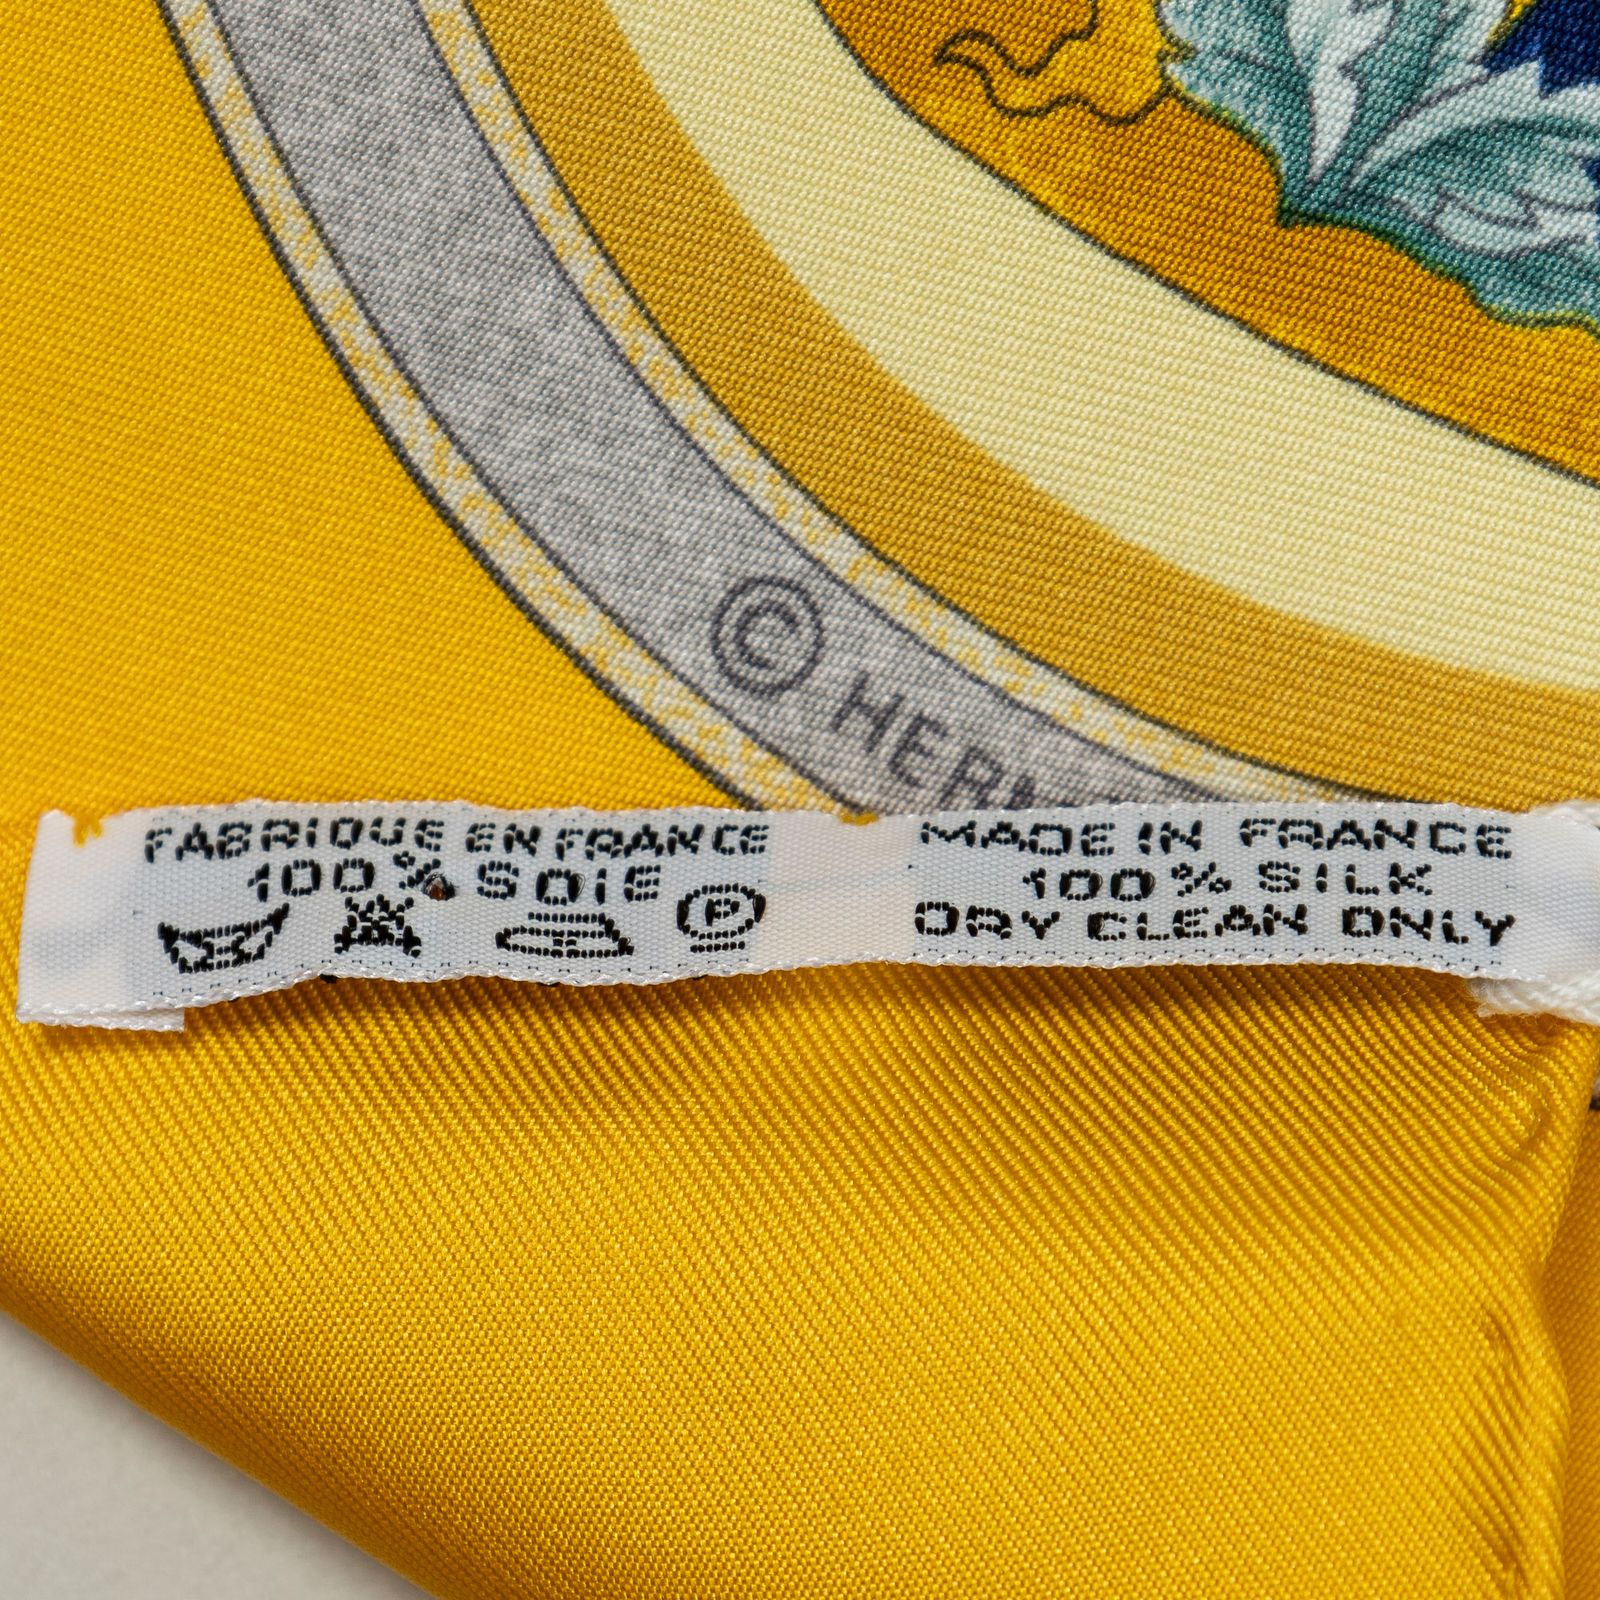 © HERM
FABRIQUE EN FRANCE
100% SOIE
P
MADE IN FRANCE
100% SILK
DRY CLEAN ONLY